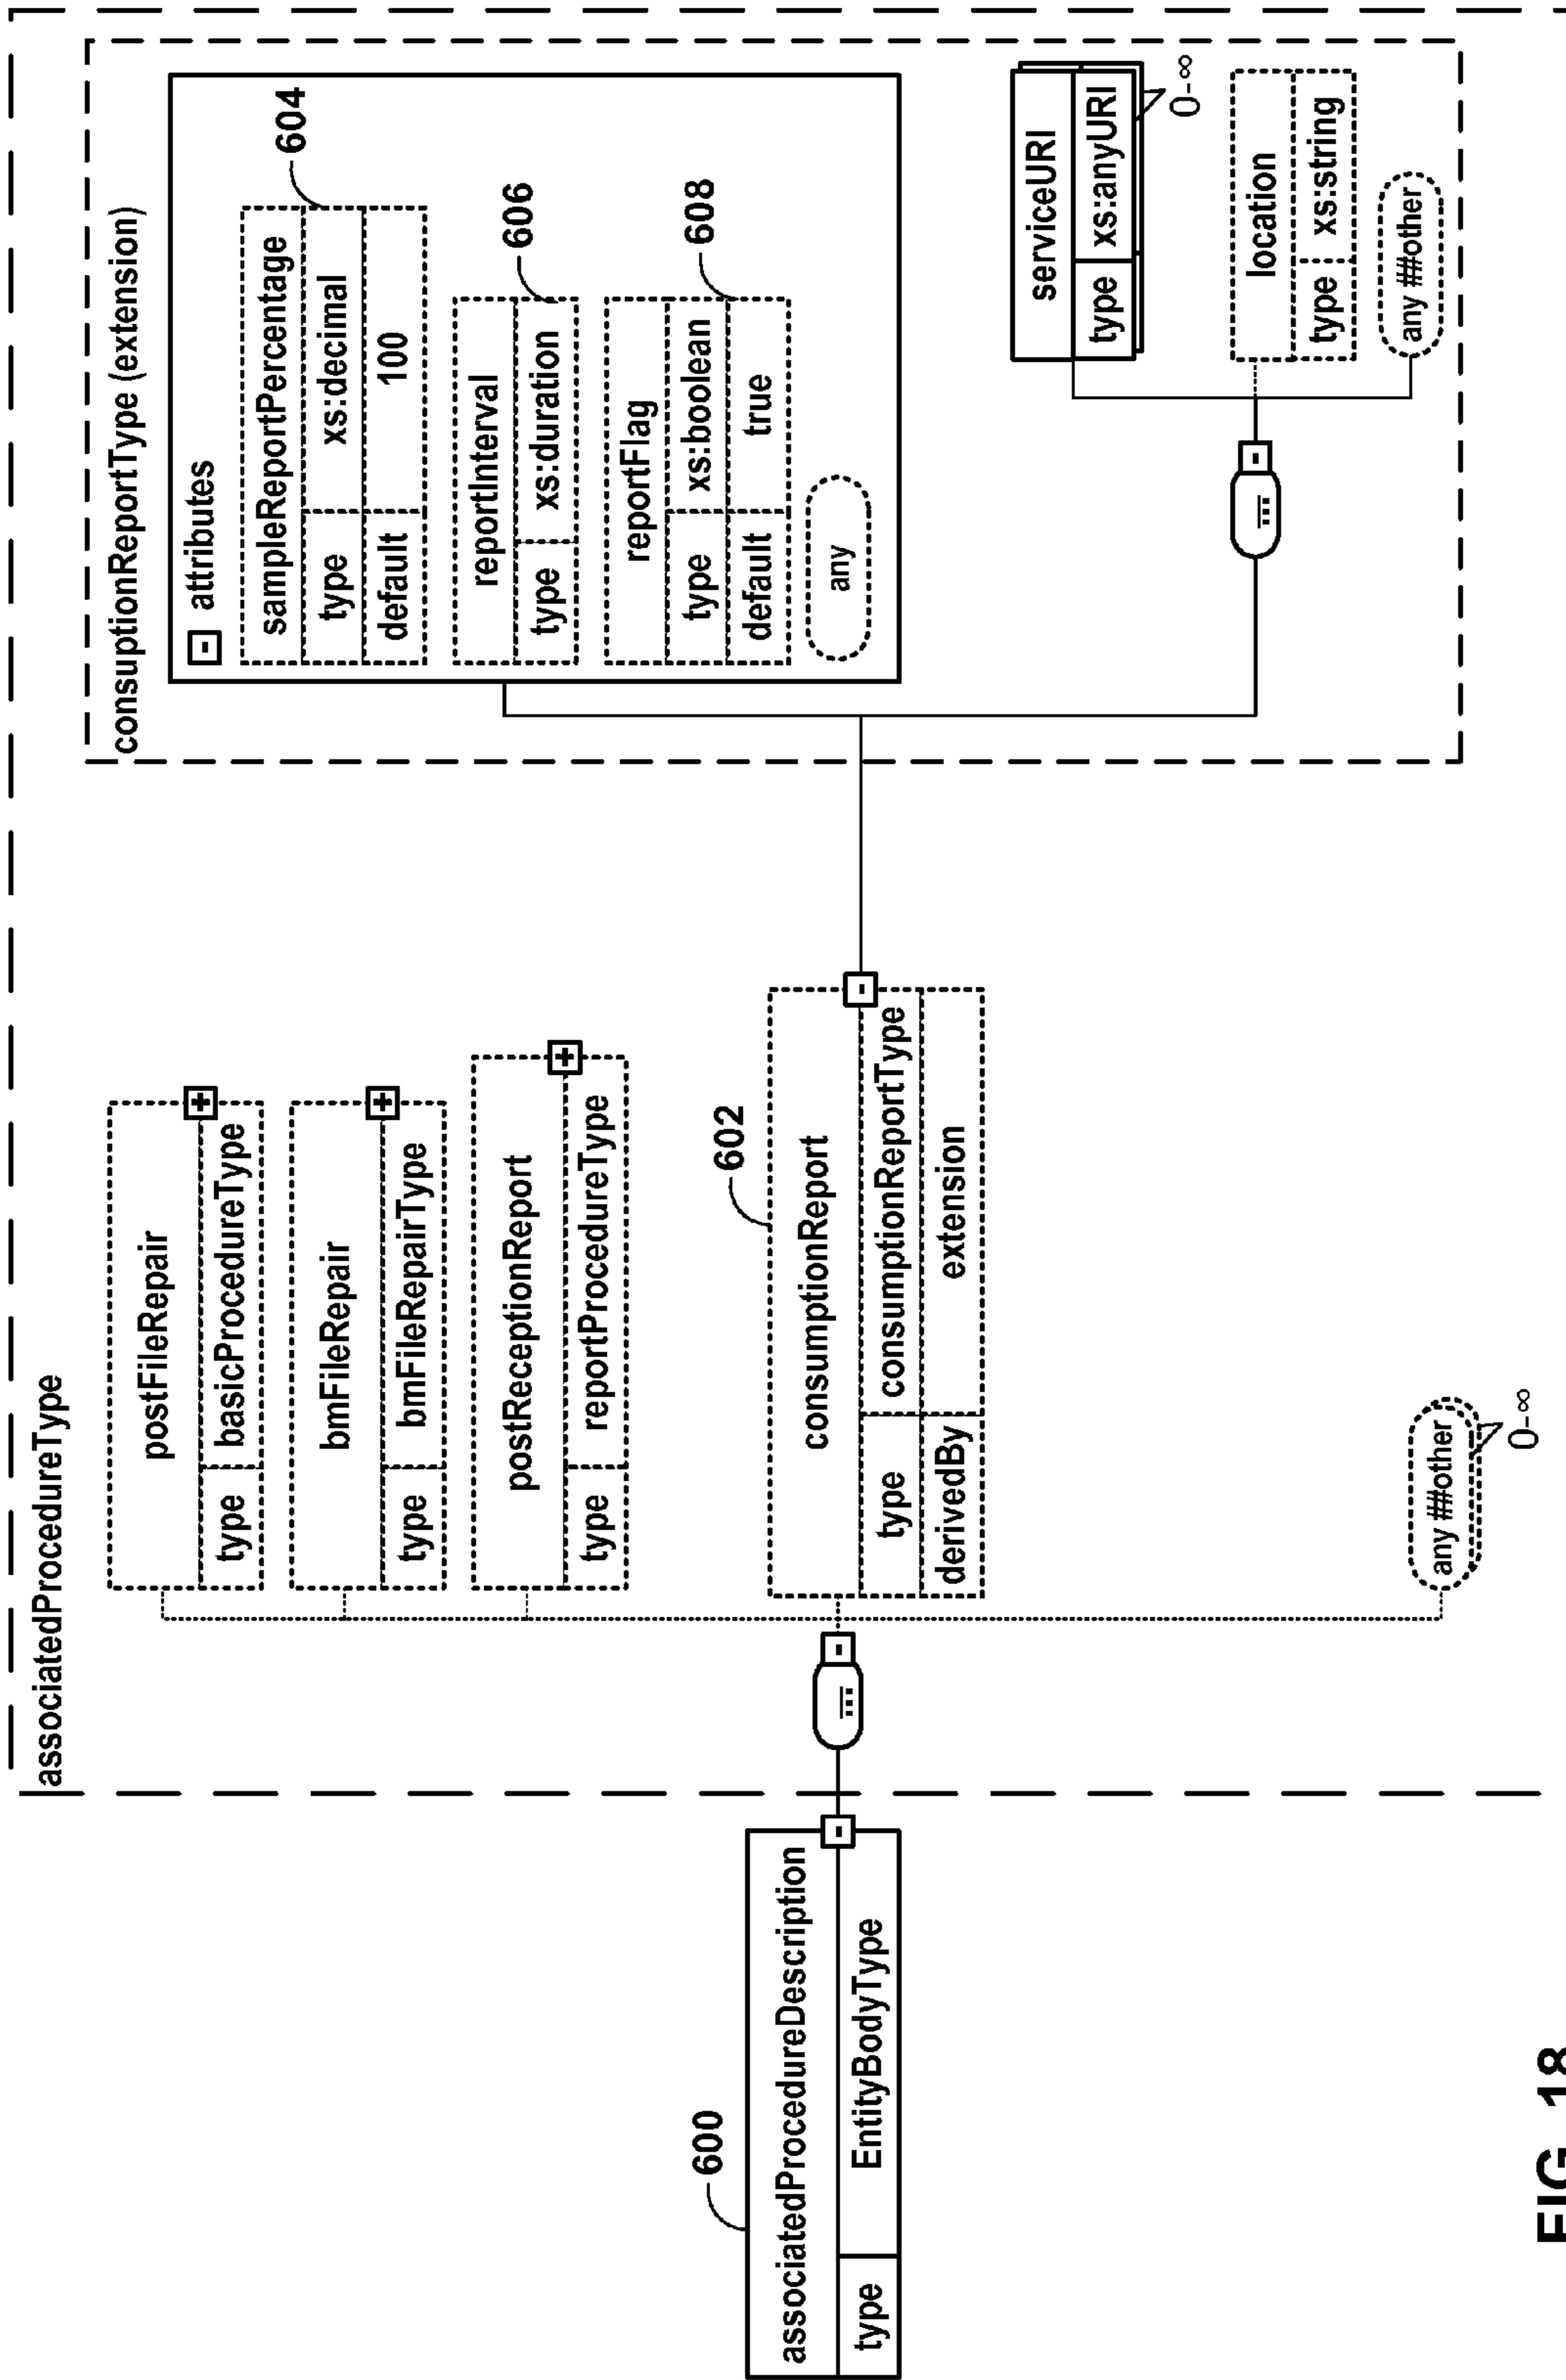 associatedProcedureType
600
associatedProcedureDescription
type EntityBodyType
postFileRepair
type basicProcedureType
bmFileRepair
type bmFileRepairType
postReceptionReport
type reportProcedureType
602
consumptionReport
type consumptionReportType
derivedBy extension
any ##other
0-∞
consuptionReportType (extension)
attributes
604
sampleReportPercentage
type xs:decimal
default 100
606
reportInterval
type xs:duration
608
reportFlag
type xs:boolean
default true
any
serviceURI
type xs:anyURI
0-∞
location
type xs:string
any ##other
FIG. 18